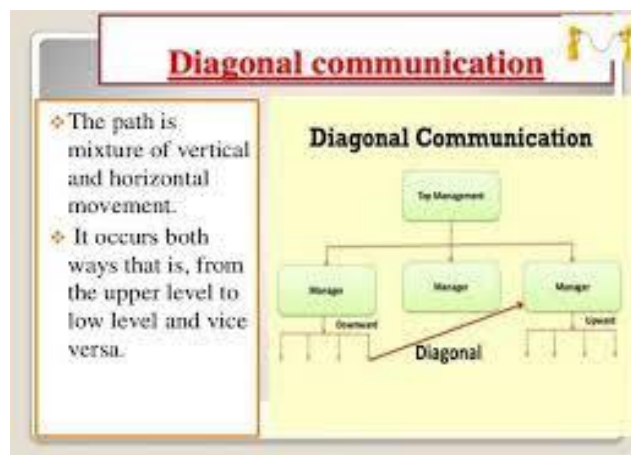 Diagonal communication
❖The path is
mixture of vertical
and horizontal
movement.
❖ It occurs both
ways that is, from
the upper level to
low level and vice
versa.
Diagonal Communication
Top Management
Manager
Manager
Manager
Downward
Upward
Diagonal